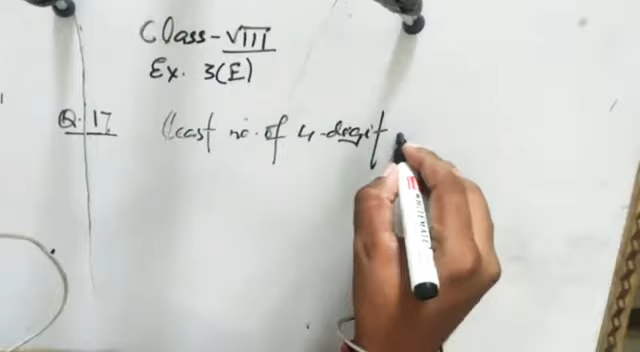 Class - VIII
Ex. 3(E)
Q.17 least no. of 4-digit